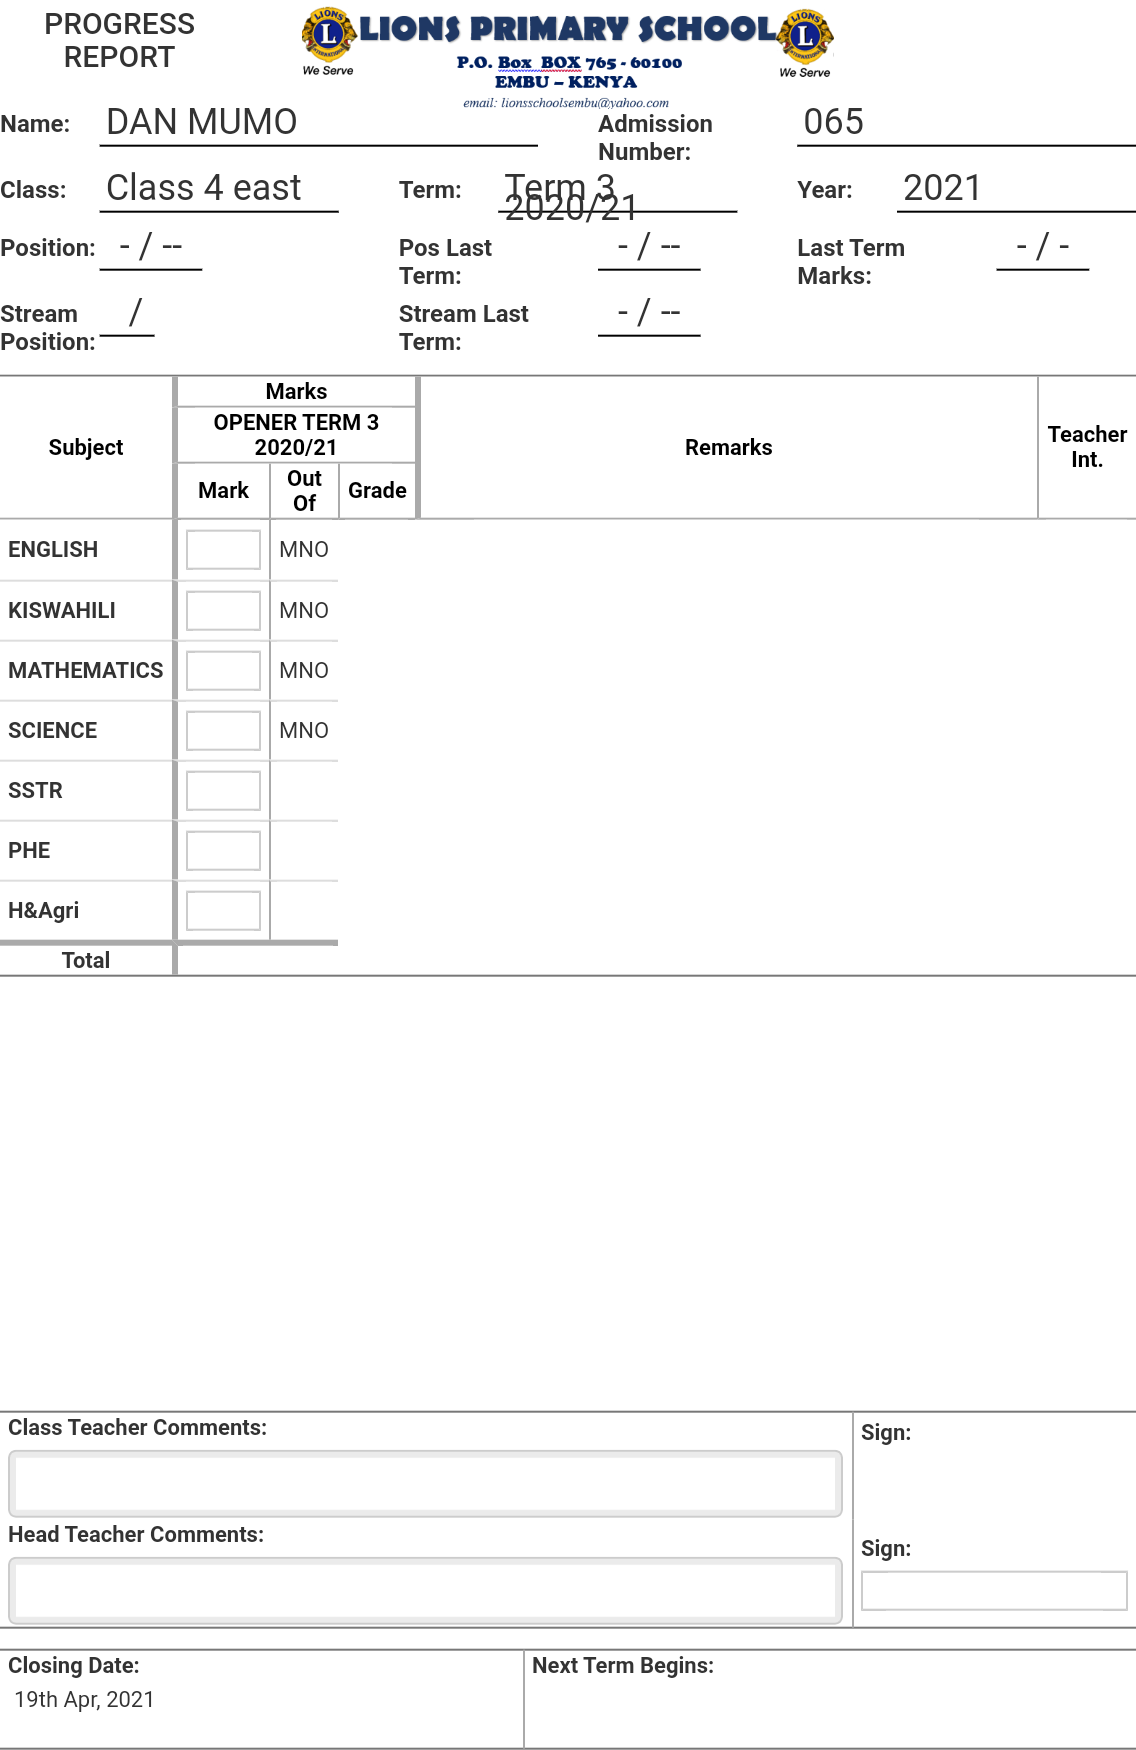 PROGRESS
REPORT
LIONS PRIMARY SCHOOL
We Serve
We Serve
P.O. Box BOX 765 - 60100
EMBU – KENYA
email: lionsschoolsembu@yahoo.com
Name: DAN MUMO Admission Number: 065
Class: Class 4 east Term: Term 3 2020/21 Year: 2021
Position: - / -- Pos Last Term: - / -- Last Term Marks: - / -
Stream Position: / Stream Last Term: - / --
Marks
OPENER TERM 3
2020/21
Subject Mark Out Of Grade Remarks Teacher Int.
ENGLISH MNO
KISWAHILI MNO
MATHEMATICS MNO
SCIENCE MNO
SSTR
PHE
H&Agri
Total
Class Teacher Comments: Sign:
Head Teacher Comments: Sign:
Closing Date: Next Term Begins:
19th Apr, 2021